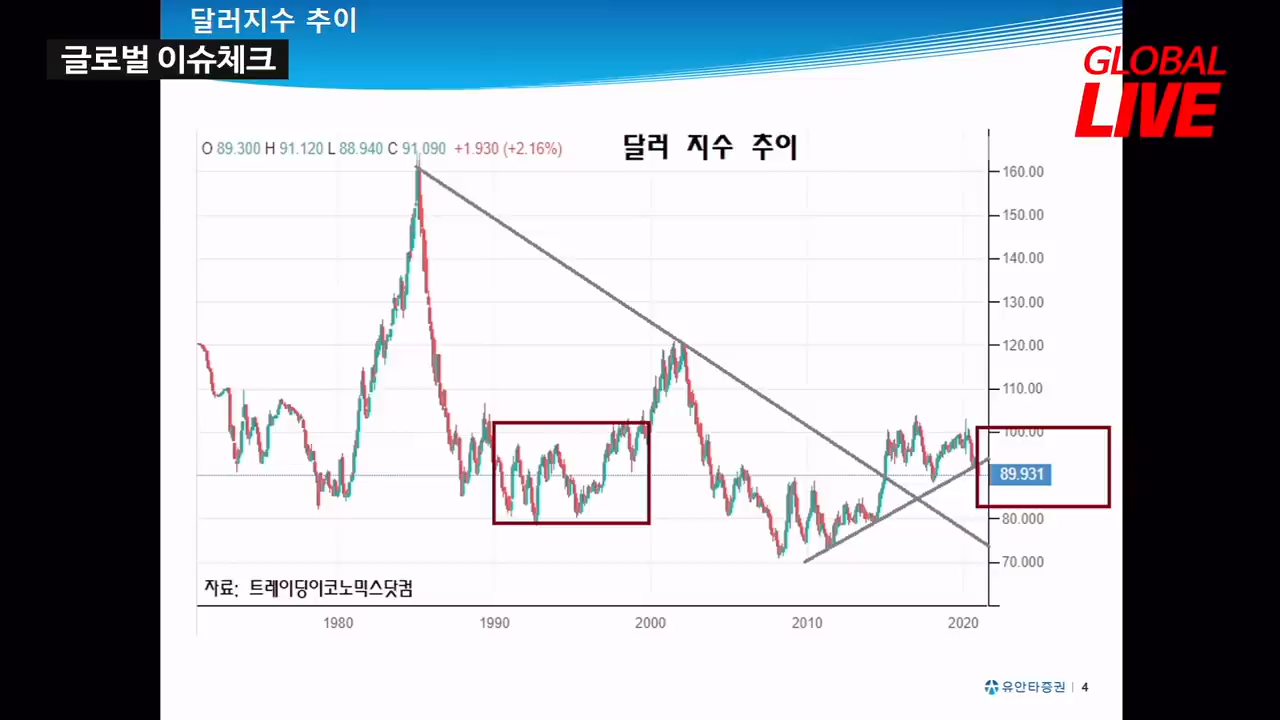 달러지수 추이
글로벌 이슈체크
GLOBAL
LIVE
O 89.300 H 91.120 L 88.940 C 91.090 +1.930 (+2.16%)
달러 지수 추이
160.00
150.00
140.00
130.00
120.00
110.00
100.00
89.931
80.000
70.000
자료: 트레이딩이코노믹스닷컴
1980 1990 2000 2010 2020
유안타증권 | 4